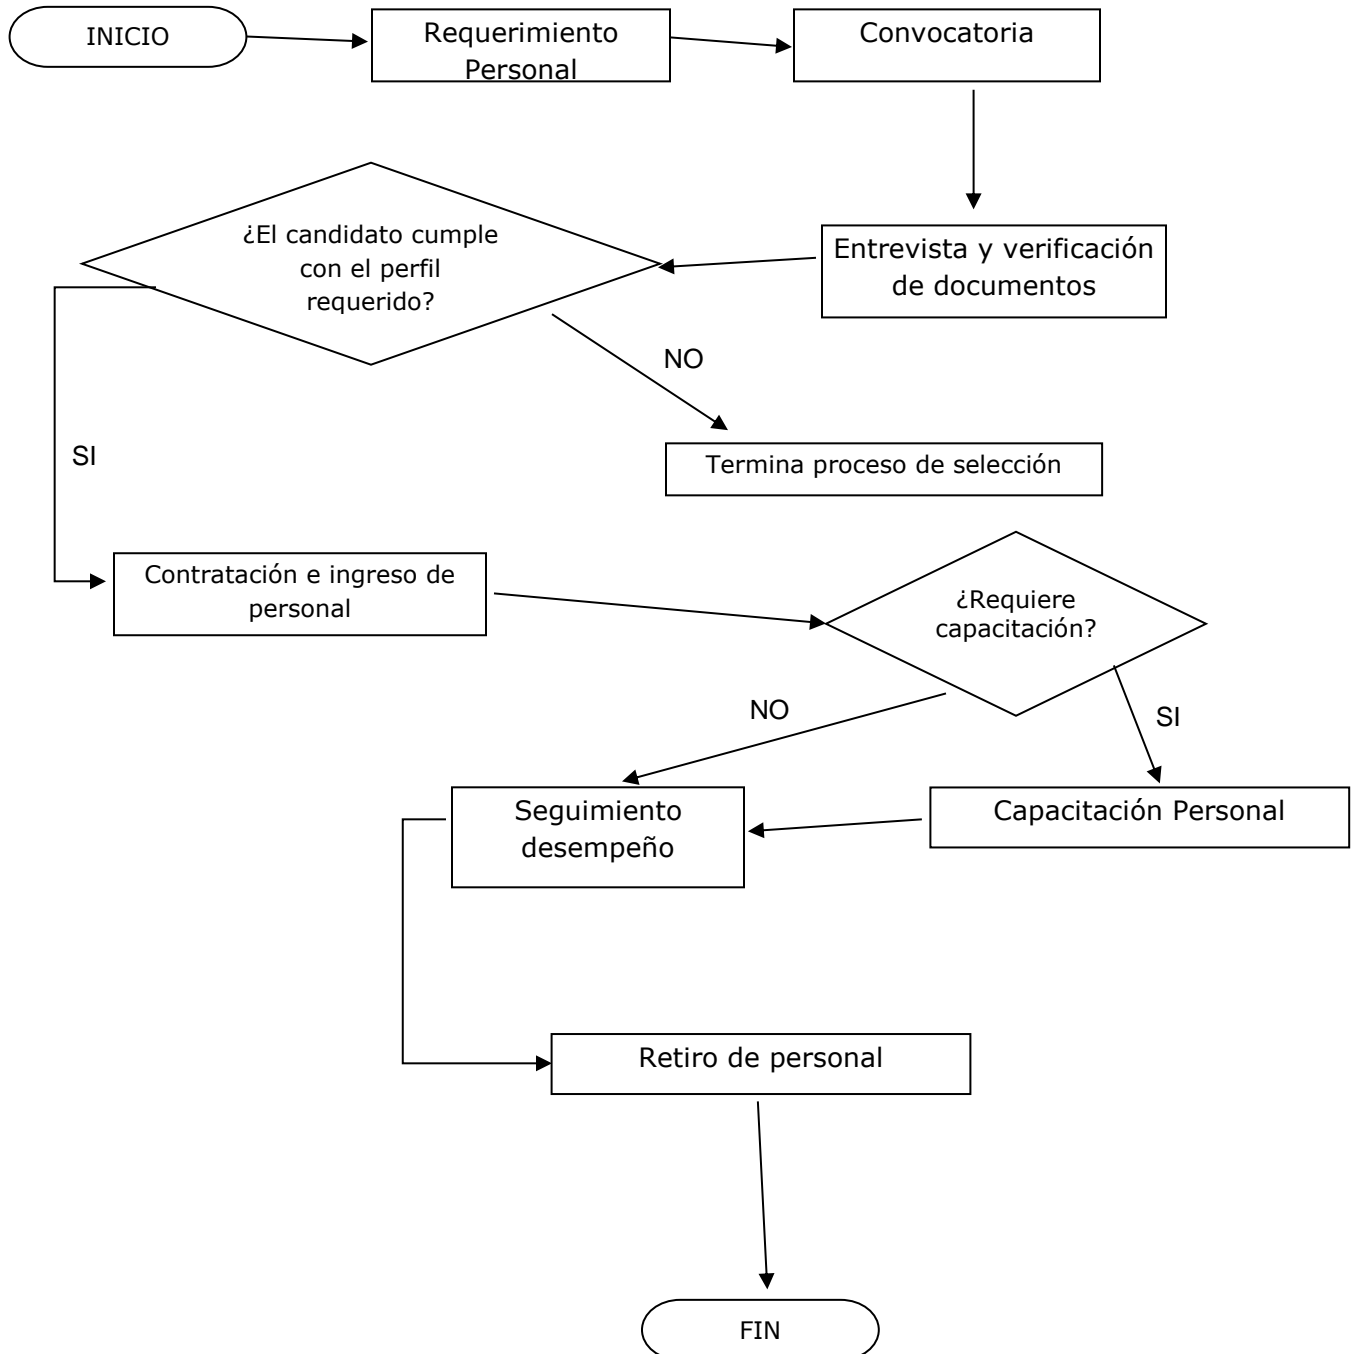 INICIO
Requerimiento
Personal
Convocatoria
¿El candidato cumple
con el perfil
requerido?
Entrevista y verificación
de documentos
NO
SI
Termina proceso de selección
Contratación e ingreso de
personal
¿Requiere
capacitación?
NO
SI
Seguimiento
desempeño
Capacitación Personal
Retiro de personal
FIN